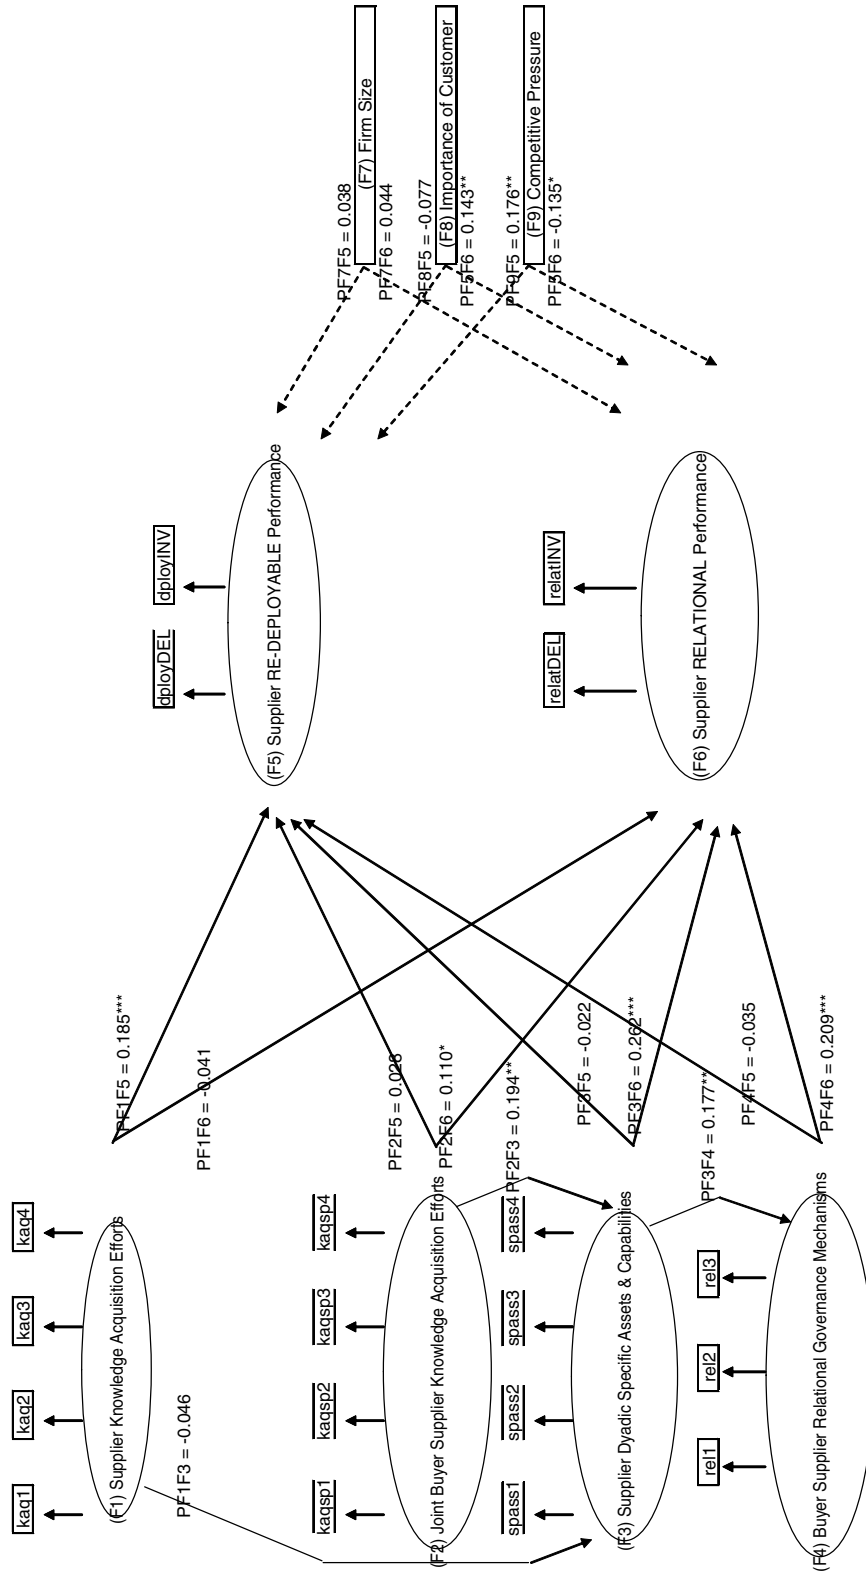 kaq1
kaq2
kaq3
kaq4
(F1) Supplier Knowledge Acquisition Efforts
PF1F3 = -0.046
kaqsp1
kaqsp2
kaqsp3
kaqsp4
(F2) Joint Buyer Supplier Knowledge Acquisition Efforts
spass1
spass2
spass3
spass4
(F3) Supplier Dyadic Specific Assets & Capabilities
rel1
rel2
rel3
(F4) Buyer Supplier Relational Governance Mechanisms
PF1F5 = 0.185***
PF1F6 = -0.041
PF2F5 = 0.028
PF2F6 = 0.110*
PF2F3 = 0.194**
PF3F5 = -0.022
PF3F6 = 0.262***
PF3F4 = 0.177**
PF4F5 = -0.035
PF4F6 = 0.209***
dployDEL
dployINV
(F5) Supplier RE-DEPLOYABLE Performance
relatDEL
relatINV
(F6) Supplier RELATIONAL Performance
PF7F5 = 0.038
(F7) Firm Size
PF7F6 = 0.044
PF8F5 = -0.077
(F8) Importance of Customer
PF5F6 = 0.143**
PF9F5 = 0.176**
(F9) Competitive Pressure
PF5F6 = -0.135*